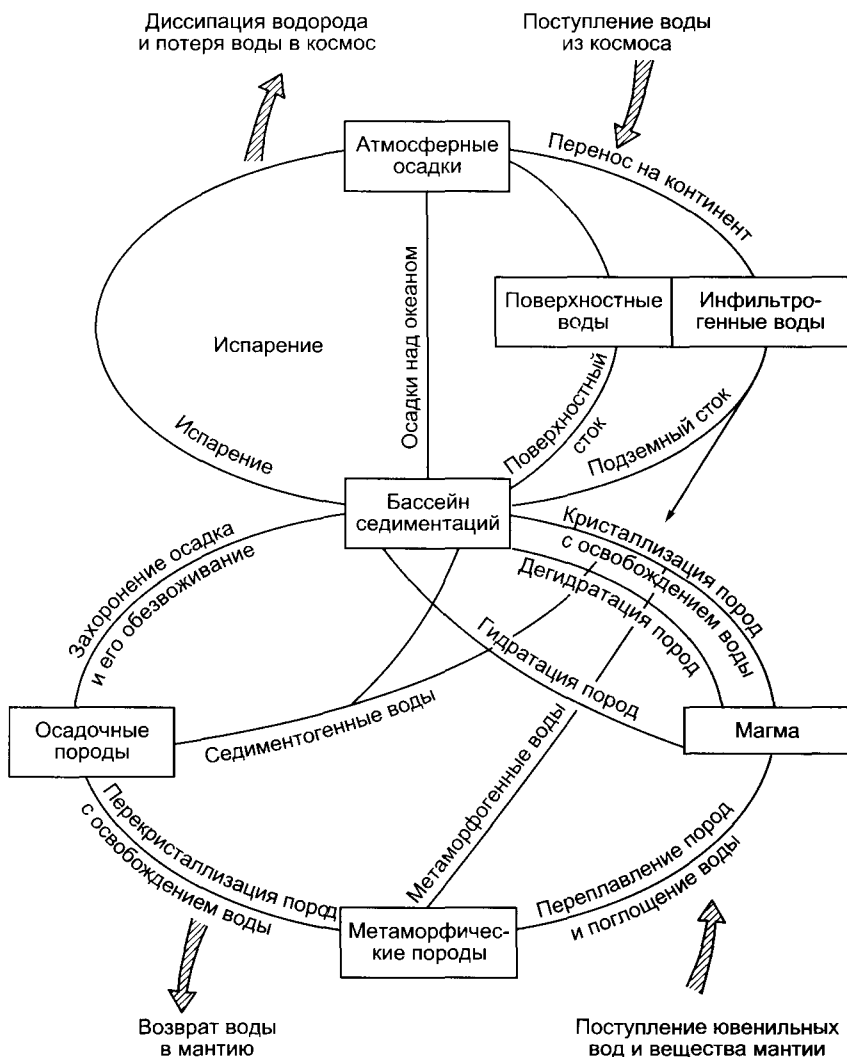 Диссипация водорода
и потеря воды в космос
Поступление воды
из космоса
Атмосферные
осадки
Перенос на континент
Поверхностные
воды
Инфильтро-
генные воды
Осадки над океаном
Испарение
Испарение
Поверхностный
сток
Подземный сток
Бассейн
седиментаций
Кристаллизация пород
с освобождением воды
Дегидратация пород
Гидратация пород
Захоронение осадка
и его обезвоживание
Осадочные
породы
Седиментогенные воды
Магма
Метаморфогенные воды
Перекристаллизация пород
с освобождением воды
Переплавление пород
и поглощение воды
Метаморфичес-
кие породы
Возврат воды
в мантию
Поступление ювенильных
вод и вещества мантии